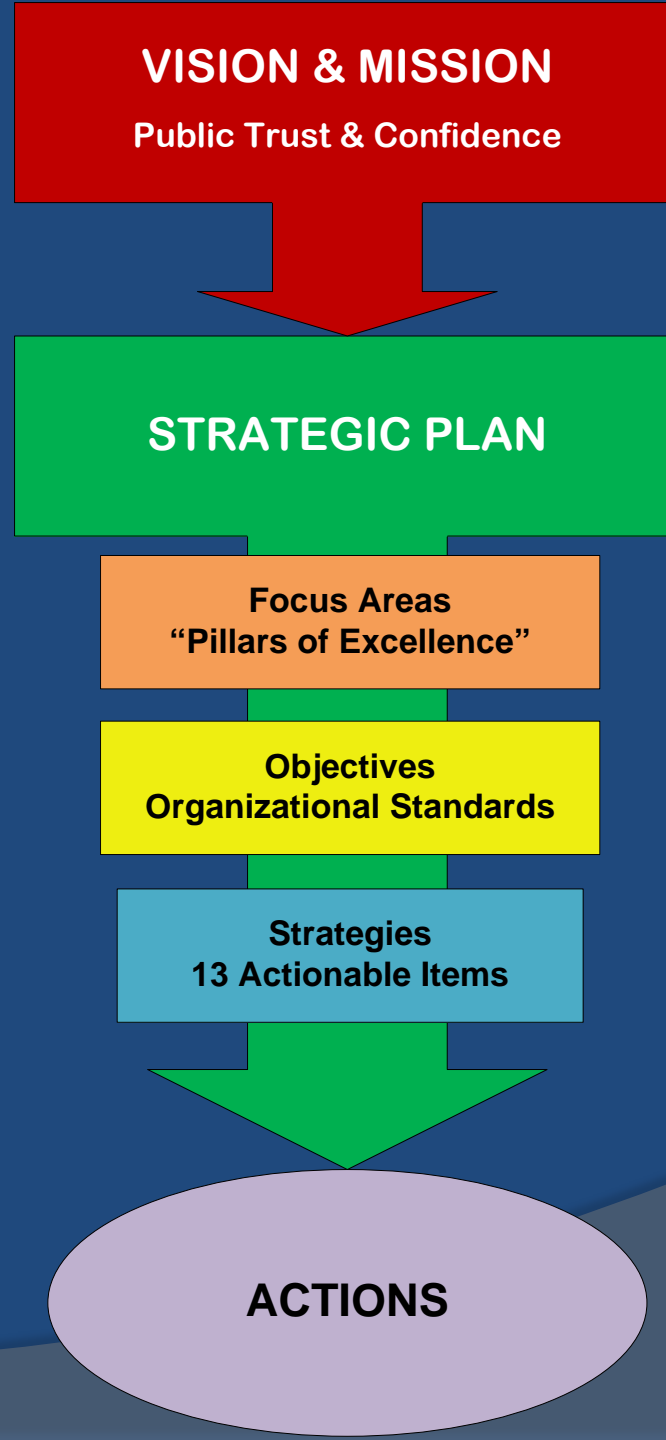 VISION & MISSION
Public Trust & Confidence
STRATEGIC PLAN
Focus Areas
“Pillars of Excellence”
Objectives
Organizational Standards
Strategies
13 Actionable Items
ACTIONS